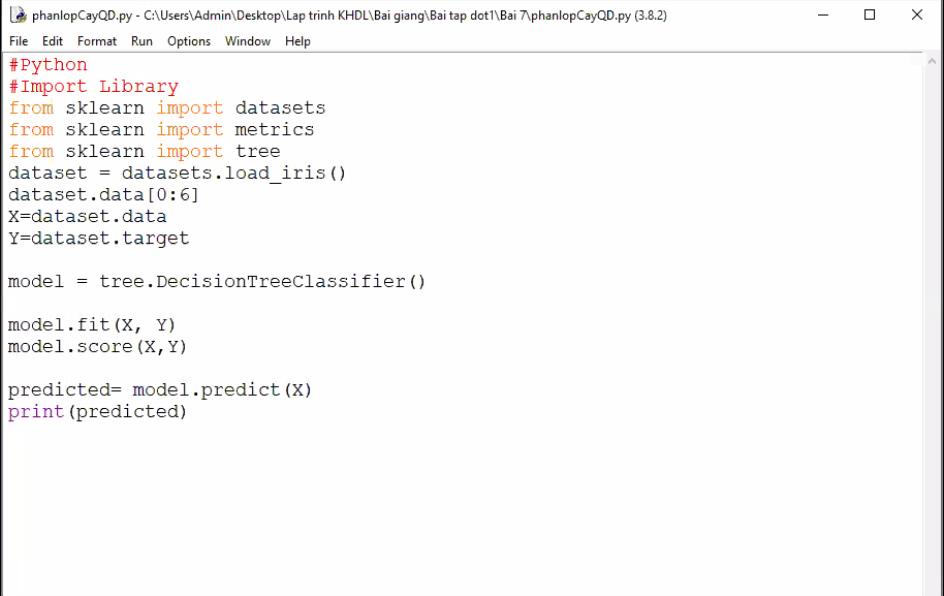 phanlopCayQD.py - C:\Users\Admin\Desktop\Lap trinh KHDL\Bai giang\Bai tap dot1\Bai 7\phanlopCayQD.py (3.8.2)
File Edit Format Run Options Window Help
#Python
#Import Library
from sklearn import datasets
from sklearn import metrics
from sklearn import tree
dataset = datasets.load_iris()
dataset.data[0:6]
X=dataset.data
Y=dataset.target
model = tree.DecisionTreeClassifier()
model.fit(X, Y)
model.score(X,Y)
predicted= model.predict(X)
print(predicted)